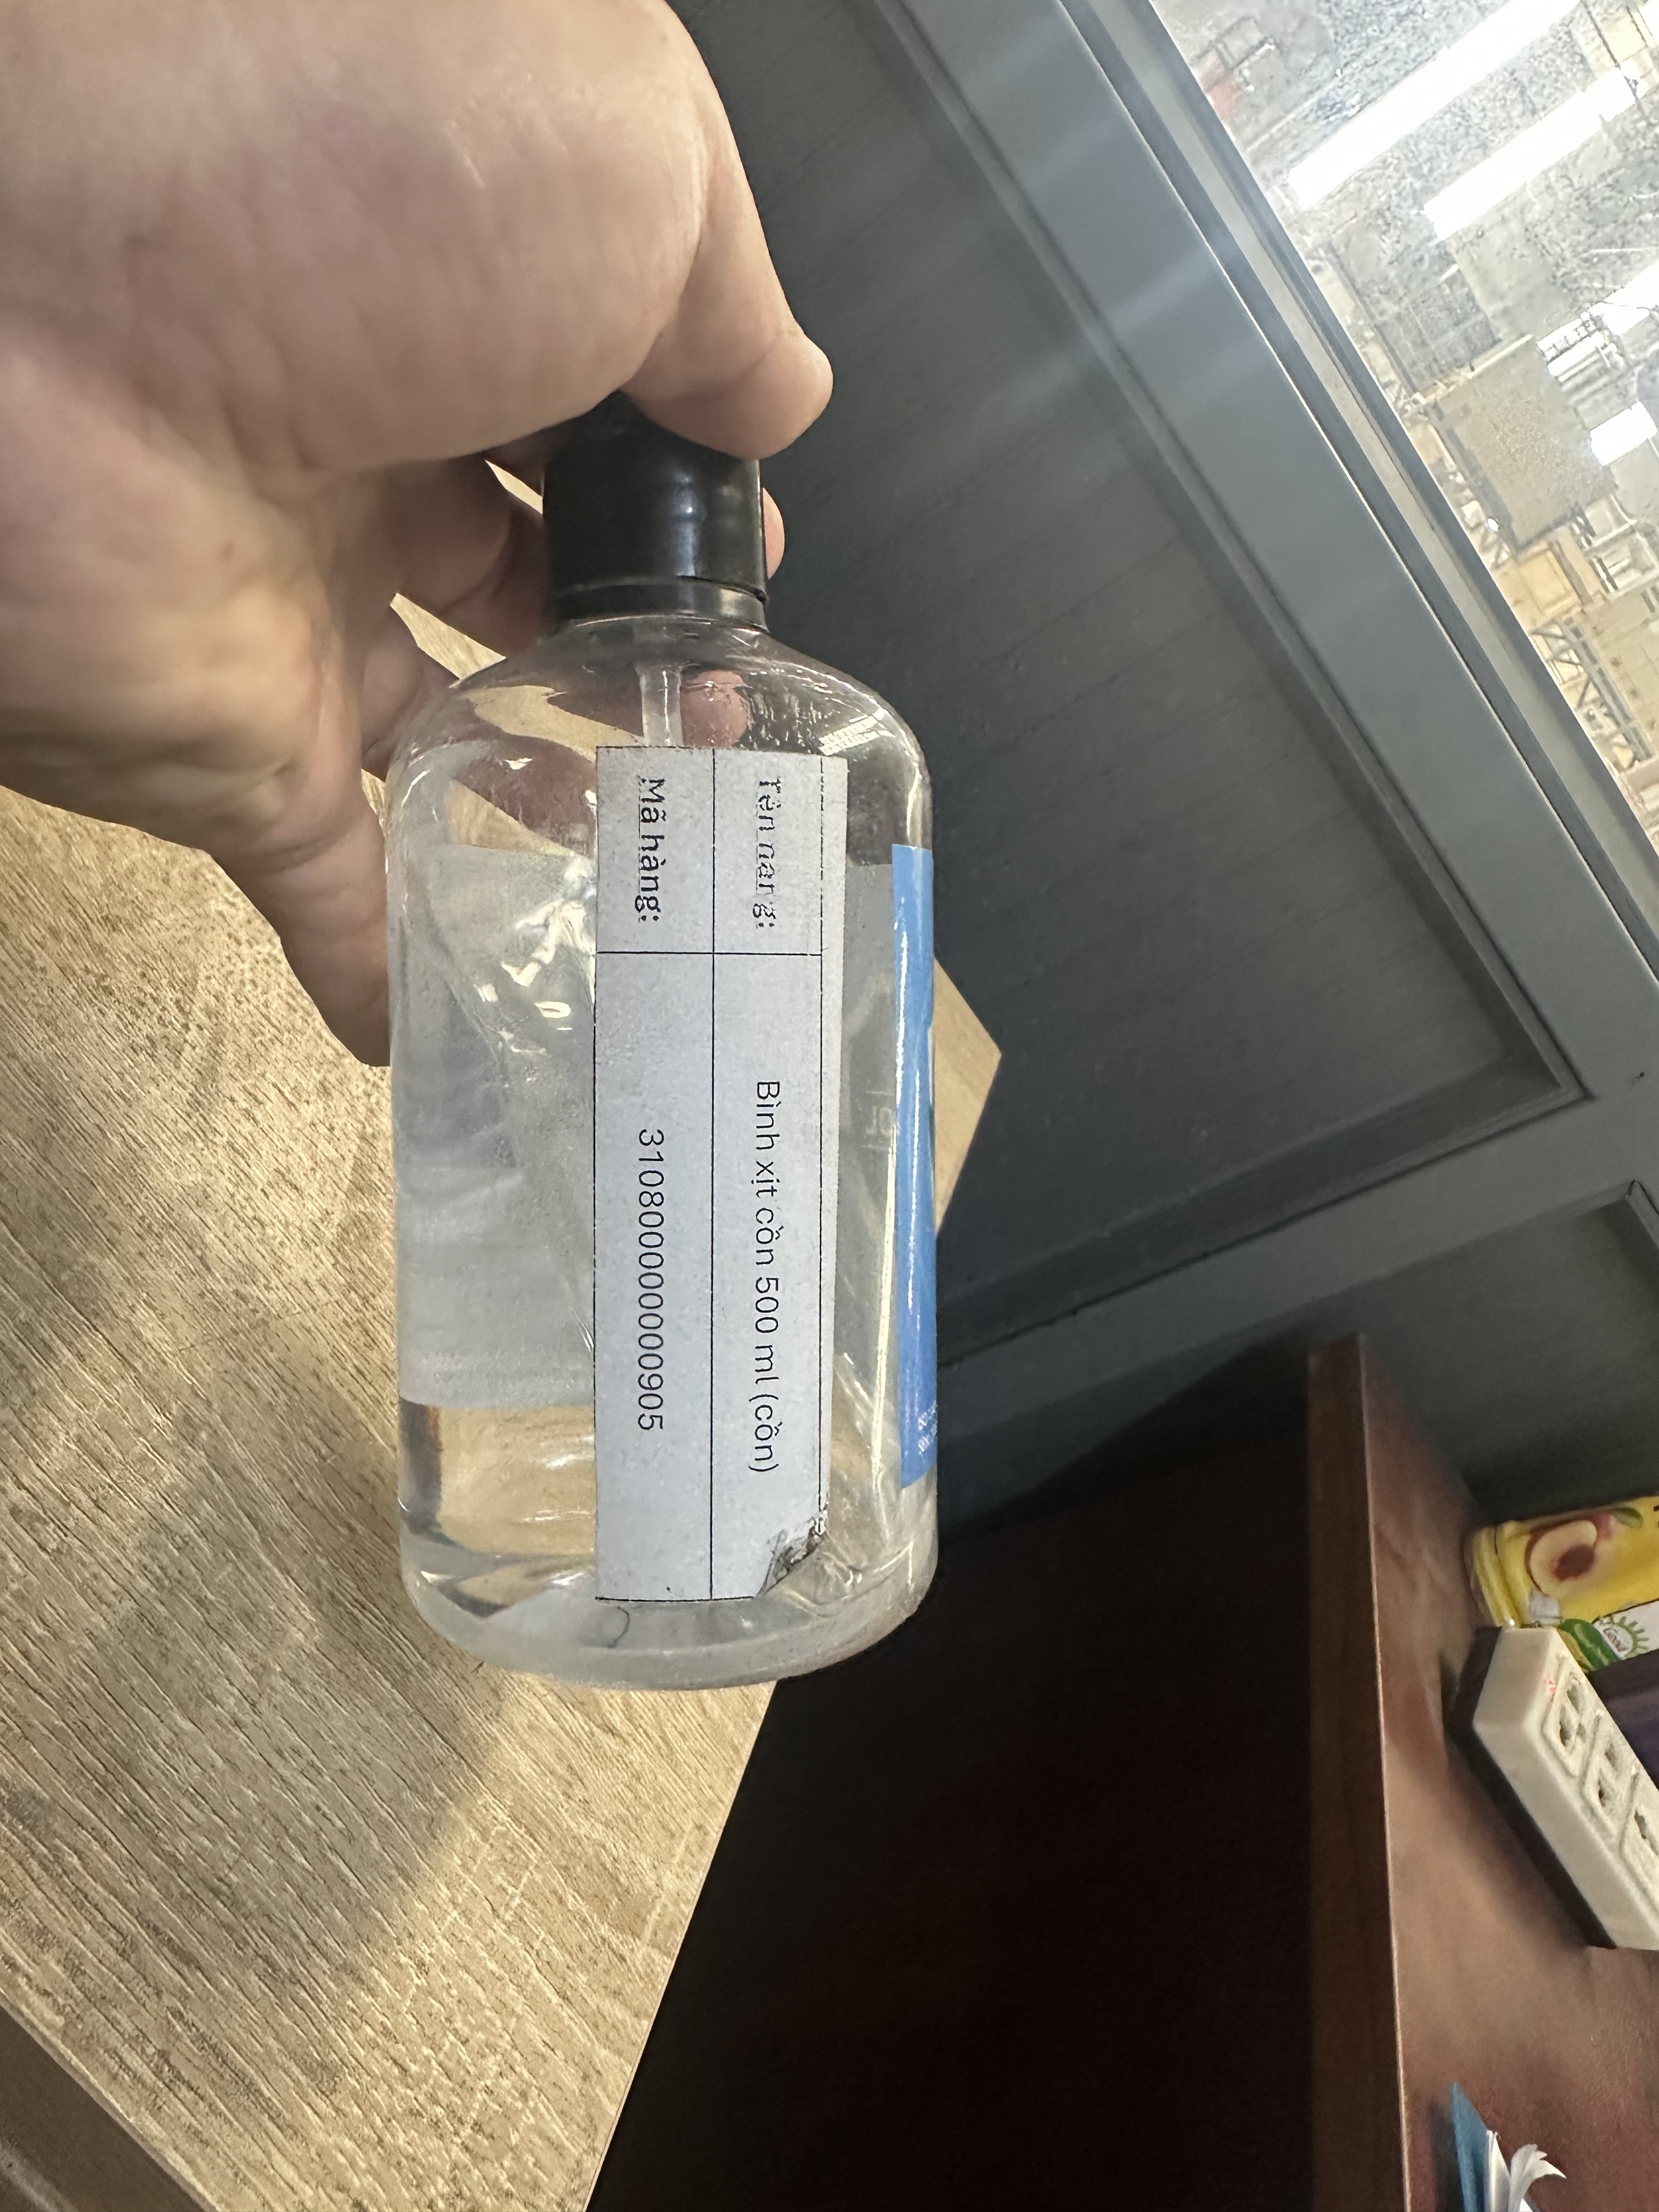 Tên hàng: Bình xịt cồn 500 ml (cồn)
Mã hàng: 3108000000000905